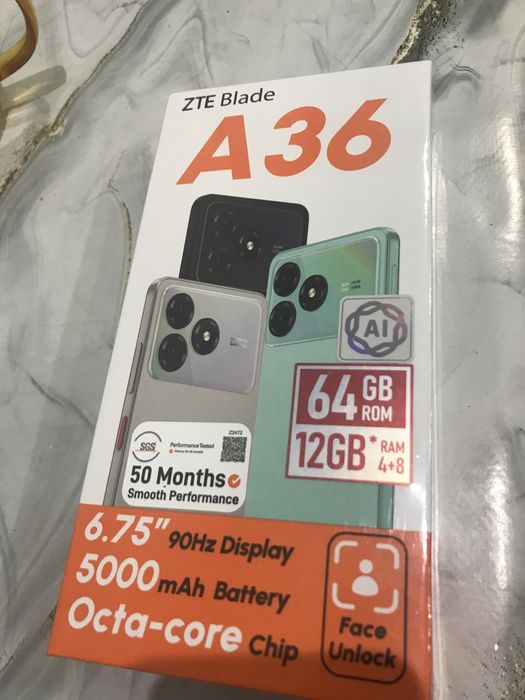 ZTE Blade
A36
AI
64 GB ROM
12GB* RAM 4+8
SGS
Performance Tested
22472
50 Months
Smooth Performance
6.75" 90Hz Display
5000mAh Battery
Octa-core Chip
Face
Unlock